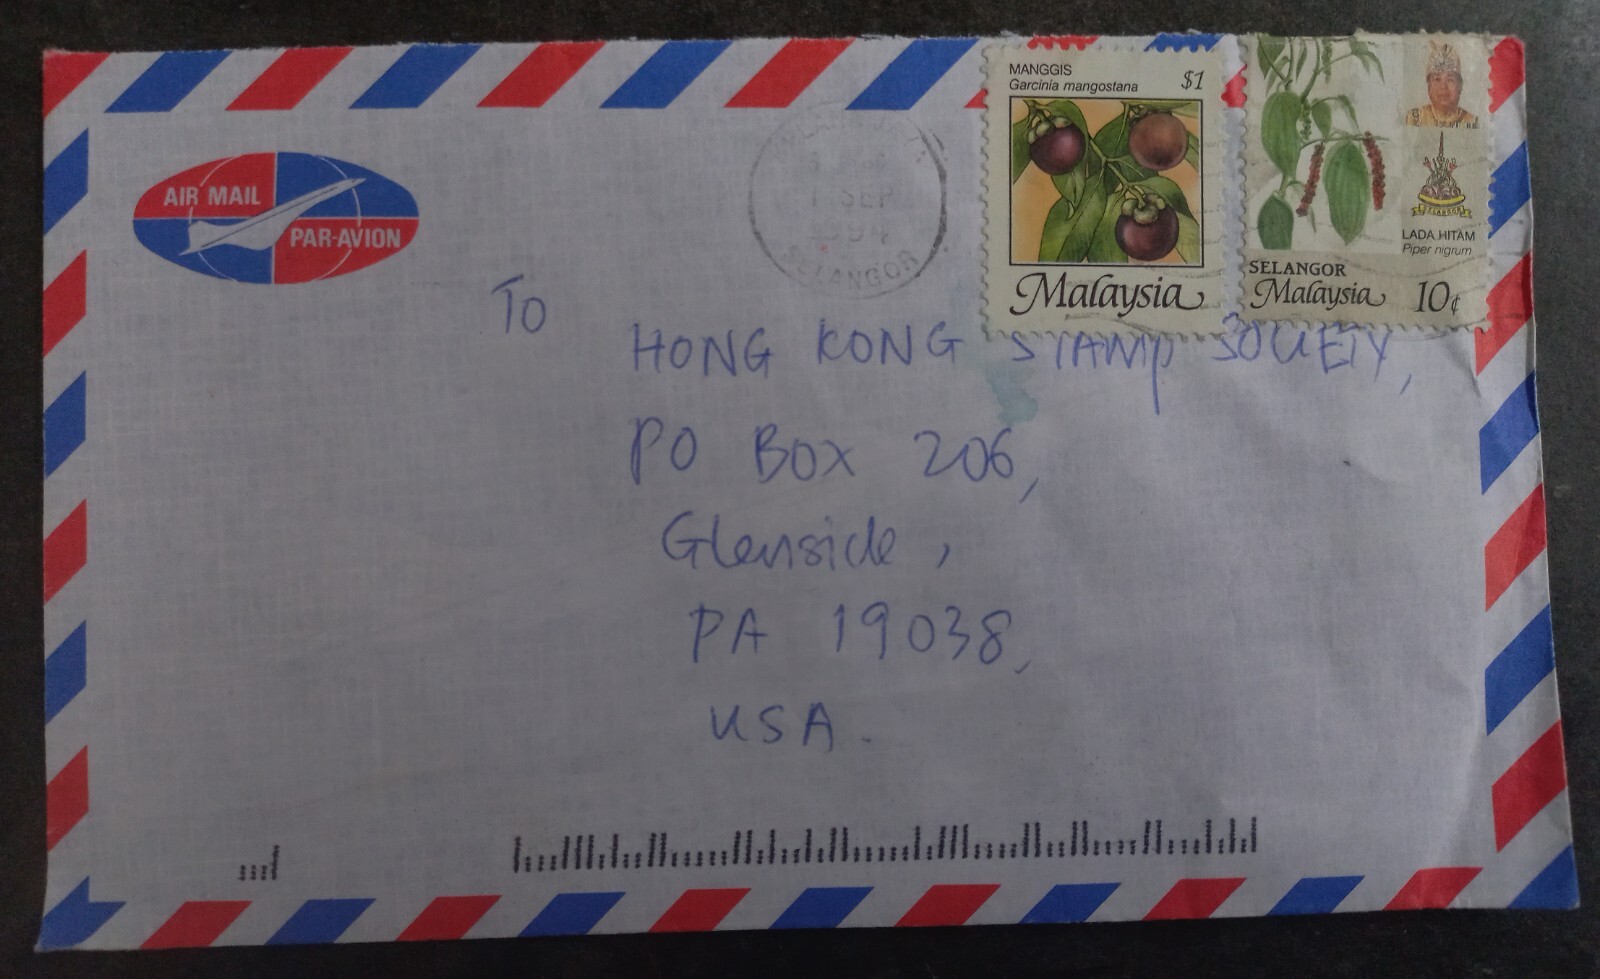 AIR MAIL
PAR-AVION
SEP
SELANGOR
MANGGIS $1
Garcinia mangostana
Malaysia
SELANGOR
LADA HITAM
Piper nigrum
SELANGOR
Malaysia 10¢
To
HONG KONG STAMP SOCIETY,
PO BOX 206,
Glenside,
PA 19038,
USA.